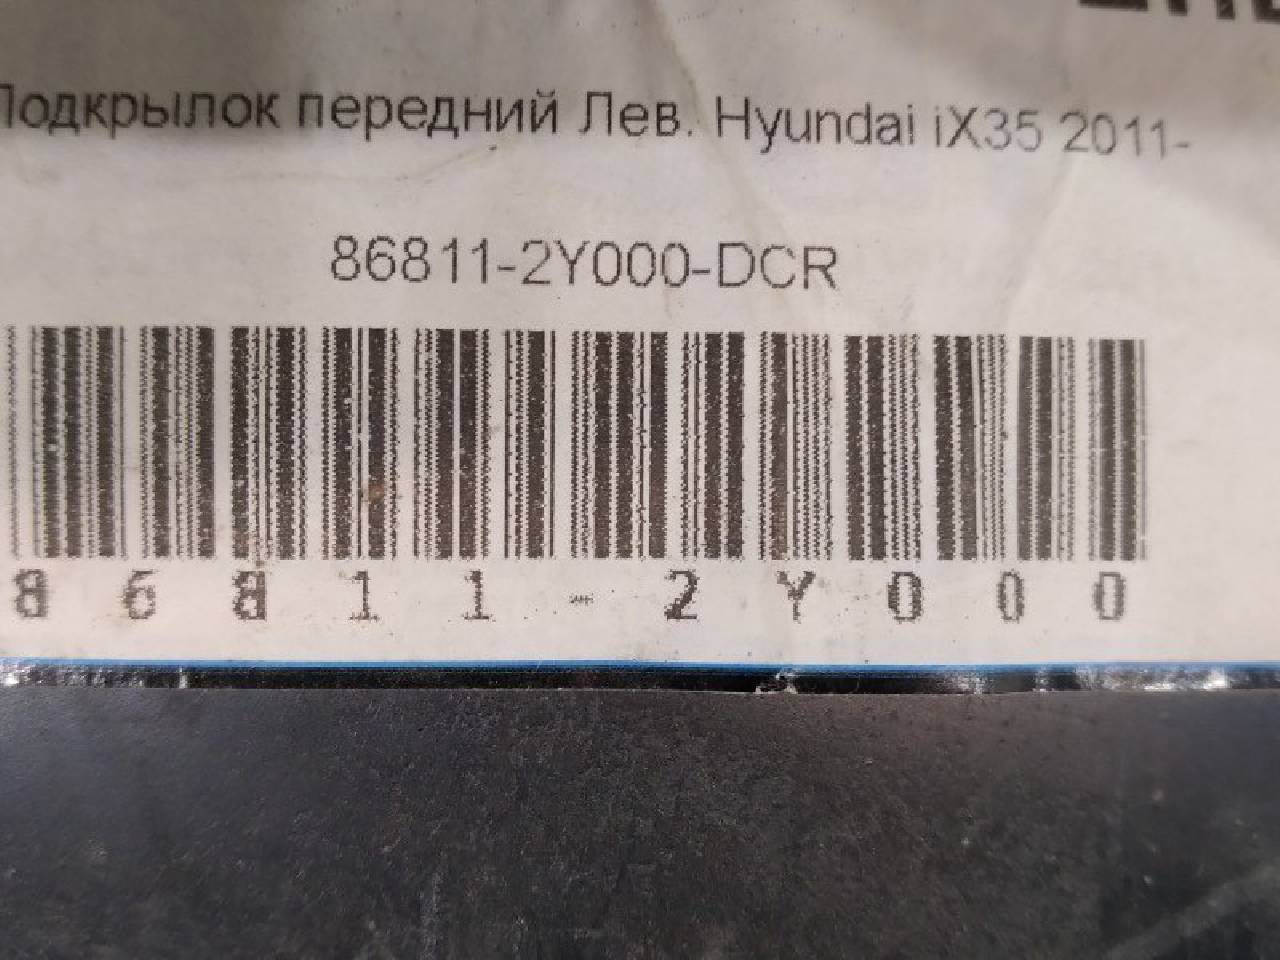 Подкрылок передний Лев. Hyundai iX35 2011-
86811-2Y000-DCR
86811-2Y000